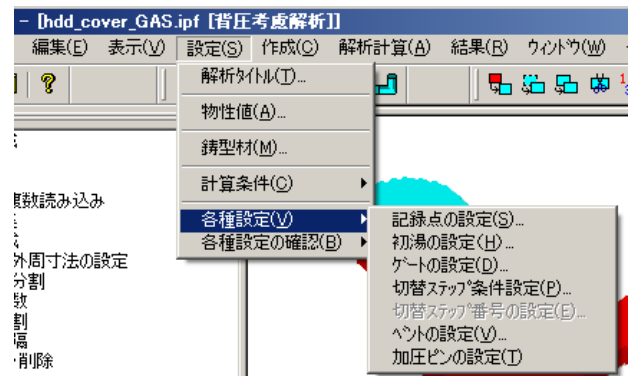 - [hdd_cover_GAS.ipf [背圧考慮解析]]
編集(E) 表示(V) 設定(S) 作成(C) 解析計算(A) 結果(R) ウィンドウ(W)
解析タイトル(T)...
物性値(A)...
鋳型材(M)...
計算条件(C)
各種設定(V)
各種設定の確認(B)
記録点の設定(S)...
初湯の設定(H)...
ゲートの設定(D)...
切替ステップ条件設定(P)...
切替ステップ番号の設定(E)...
ベントの設定(V)...
加圧ピンの設定(T)
複数読み込み
外周寸法の設定
分割
数
割
隔
・削除